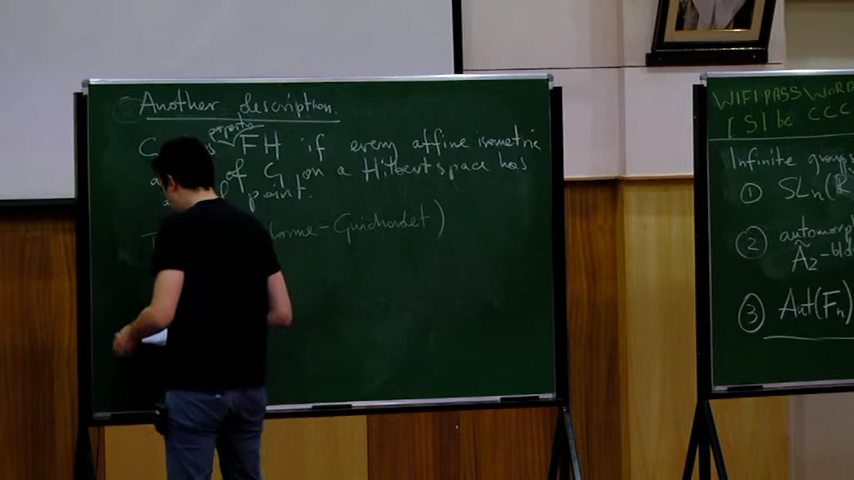 Another description
property
G FH if every affine isometric
of G on a Hilbert space has
point.
orme-Guichardet)
WIFI PASSWORD
Infinite groups
① SLn(
② automorp
Ã2-bld
③ Aut(Fn)